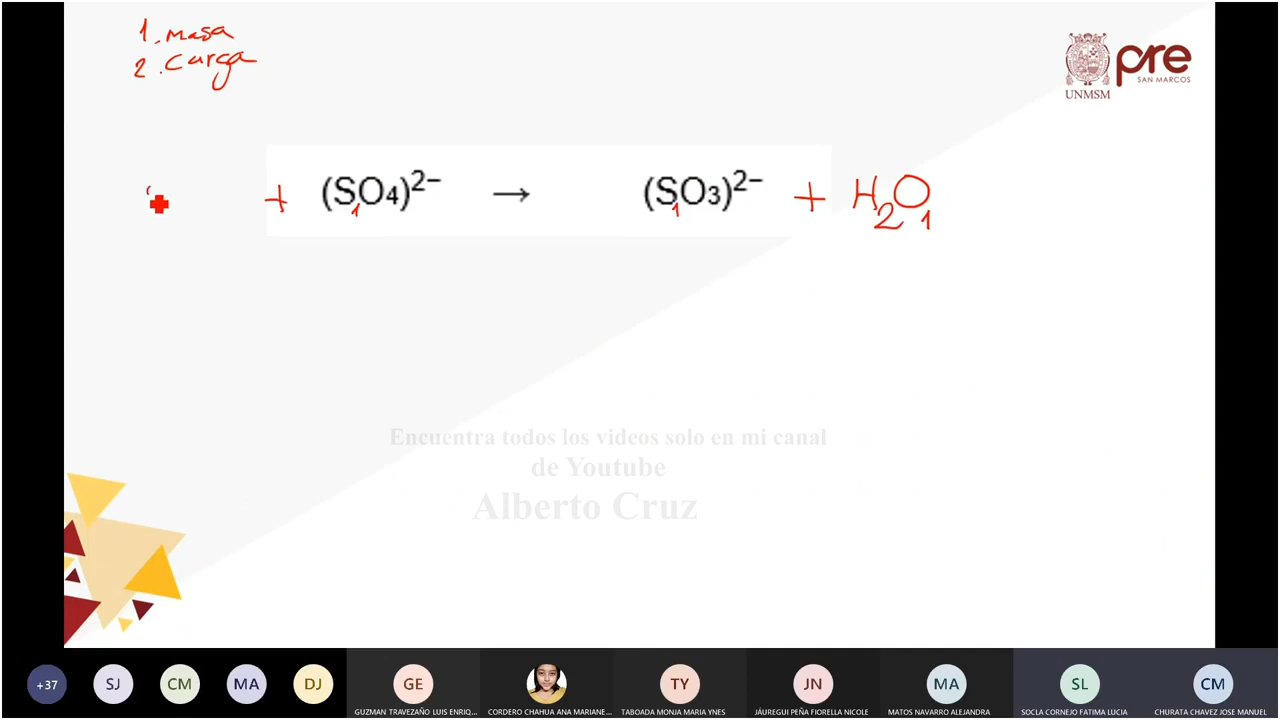 1. Masa
2. Carga
pre
SAN MARCOS
UNMSM
+ (SO4)2− → (SO3)2− + H2O
1 1 1
Encuentra todos los videos solo en mi canal
de Youtube
Alberto Cruz
+37 SJ CM MA DJ GE TY JN MA SL CM
GUZMAN TRAVEZAÑO LUIS ENRIQ... CORDERO CHAHUA ANA MARIANE... TABOADA MONJA MARIA YNES JÁUREGUI PEÑA FIORELLA NICOLE MATOS NAVARRO ALEJANDRA SOCLA CORNEJO FATIMA LUCIA CHURATA CHAVEZ JOSE MANUEL